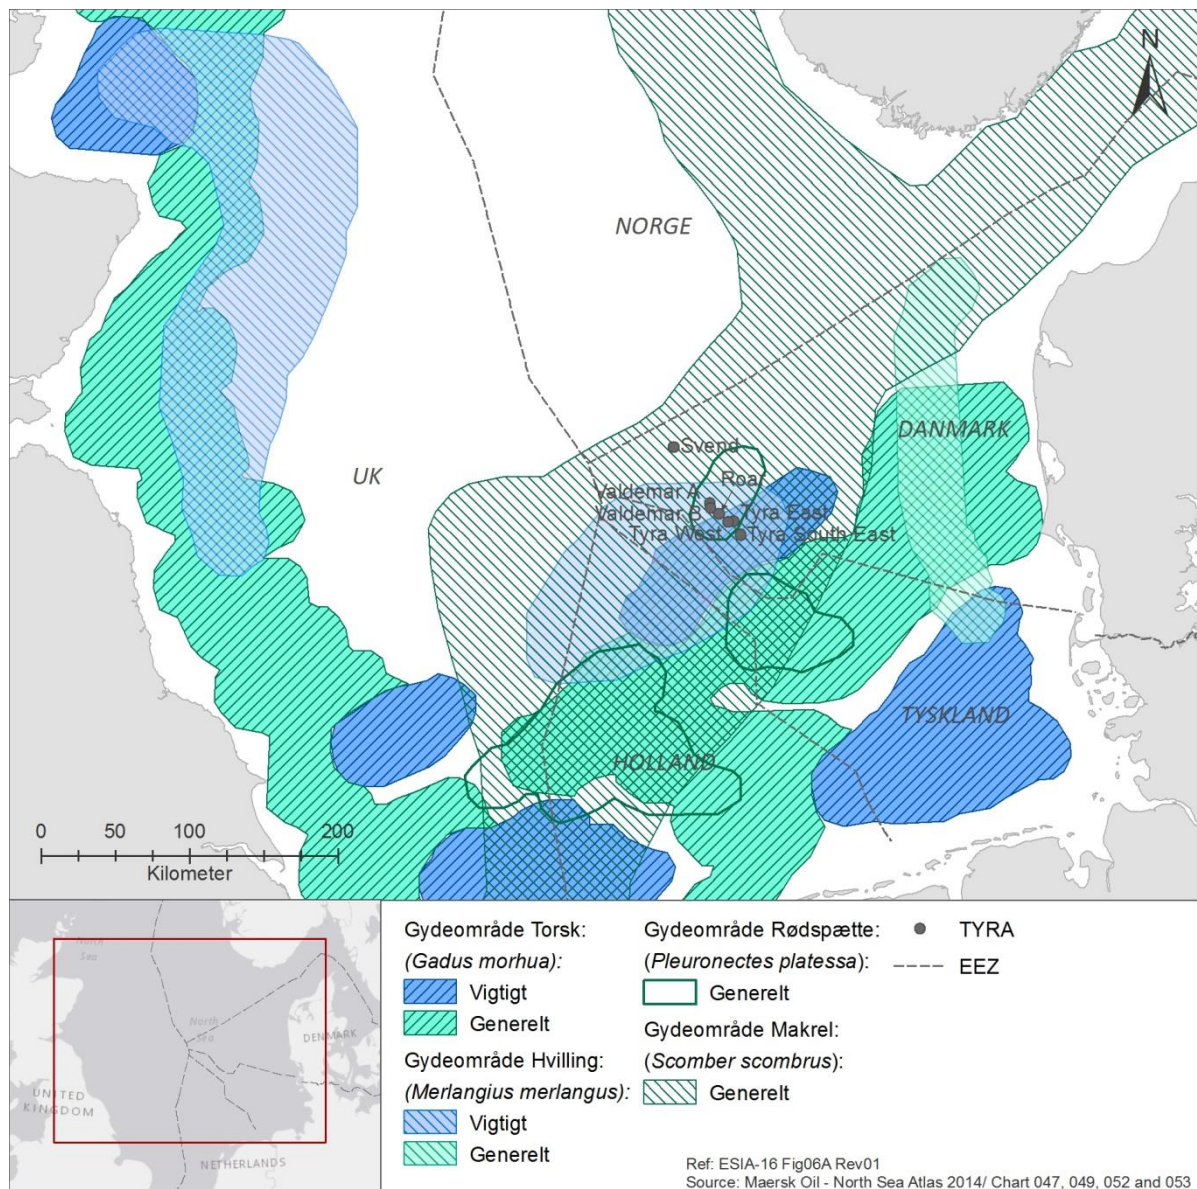 N
NORGE
DANMARK
UK
Svend
Roar
Valdemar A
Valdemar B
Tyra East
Tyra West
Tyra South East
TYSKLAND
HOLLAND
0 50 100 200
Kilometer
North
Sea
North
Sea
DENMARK
UNITED
KINGDOM
NETHERLANDS
Gydeområde Torsk:
(Gadus morhua):
Vigtigt
Generelt
Gydeområde Hvilling:
(Merlangius merlangus):
Vigtigt
Generelt
Gydeområde Rødspætte:
(Pleuronectes platessa):
Generelt
Gydeområde Makrel:
(Scomber scombrus):
Generelt
TYRA
EEZ
Ref: ESIA-16 Fig06A Rev01
Source: Maersk Oil - North Sea Atlas 2014/ Chart 047, 049, 052 and 053